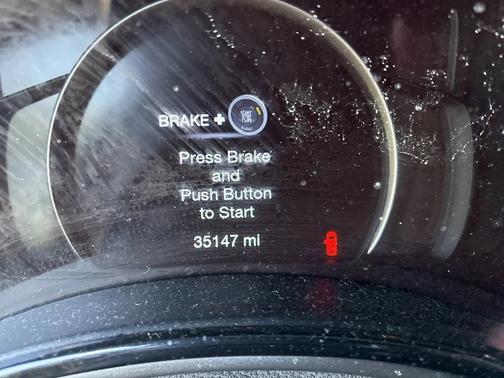 BRAKE +
Press Brake
and
Push Button
to Start
35147 mi